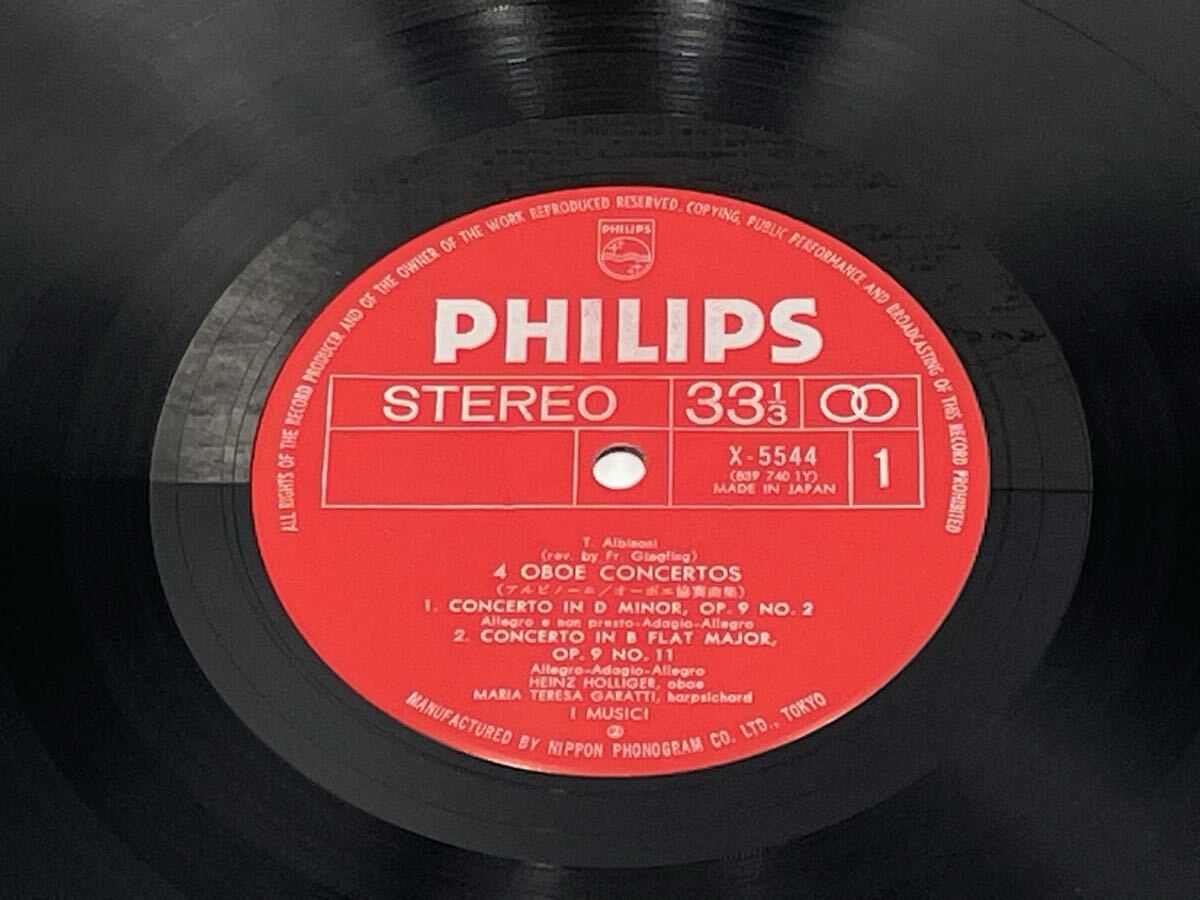 ALL RIGHTS OF THE RECORD PRODUCER AND OF THE OWNER OF THE WORK REPRODUCED RESERVED. COPYING, PUBLIC PERFORMANCE AND BROADCASTING OF THIS RECORD PROHIBITED
PHILIPS
PHILIPS
STEREO 33 1/3
X-5544
(839 740 1Y)
MADE IN JAPAN
1
T. Albinoni
(rev. by Fr. Giegling)
4 OBOE CONCERTOS
(アルビノーニ/オーボエ協奏曲集)
1. CONCERTO IN D MINOR, OP. 9 NO. 2
Allegro e non presto-Adagio-Allegro
2. CONCERTO IN B FLAT MAJOR,
OP. 9 NO. 11
Allegro-Adagio-Allegro
HEINZ HOLLIGER, oboe
MARIA TERESA GARATTI, harpsichord
I MUSICI
②
MANUFACTURED BY NIPPON PHONOGRAM CO. LTD., TOKYO